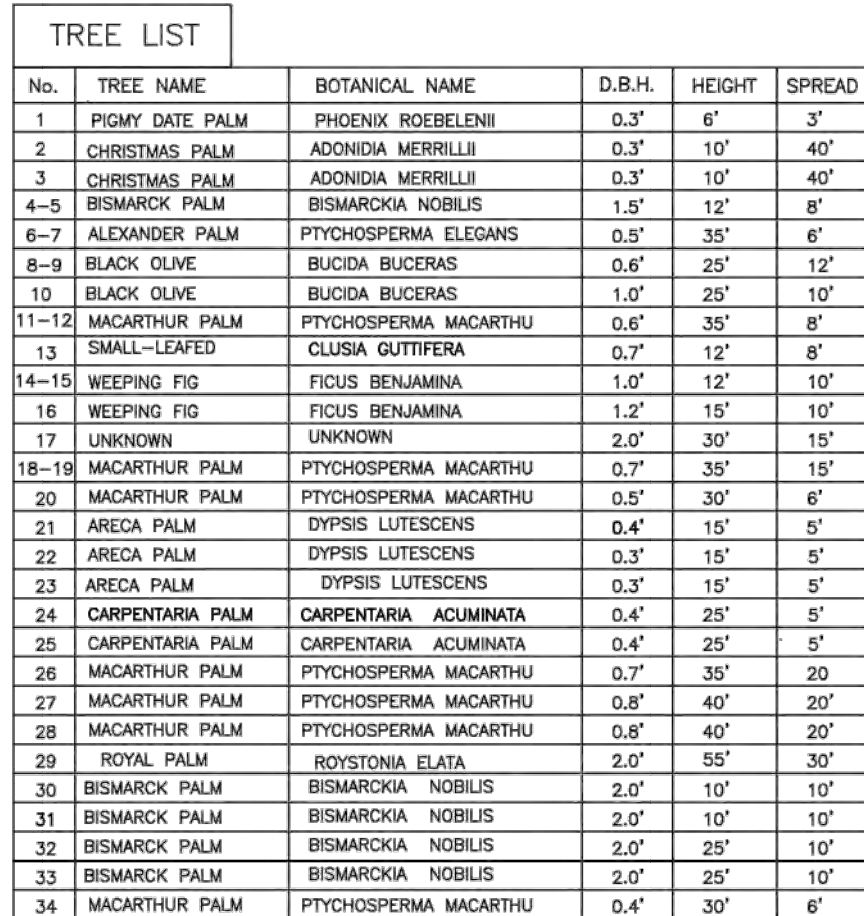 TREE LIST
No. TREE NAME BOTANICAL NAME D.B.H. HEIGHT SPREAD
1 PIGMY DATE PALM PHOENIX ROEBELENII 0.3' 6' 3'
2 CHRISTMAS PALM ADONIDIA MERRILLII 0.3' 10' 40'
3 CHRISTMAS PALM ADONIDIA MERRILLII 0.3' 10' 40'
4-5 BISMARCK PALM BISMARCKIA NOBILIS 1.5' 12' 8'
6-7 ALEXANDER PALM PTYCHOSPERMA ELEGANS 0.5' 35' 6'
8-9 BLACK OLIVE BUCIDA BUCERAS 0.6' 25' 12'
10 BLACK OLIVE BUCIDA BUCERAS 1.0' 25' 10'
11-12 MACARTHUR PALM PTYCHOSPERMA MACARTHU 0.6' 35' 8'
13 SMALL-LEAFED CLUSIA GUTTIFERA 0.7' 12' 8'
14-15 WEEPING FIG FICUS BENJAMINA 1.0' 12' 10'
16 WEEPING FIG FICUS BENJAMINA 1.2' 15' 10'
17 UNKNOWN UNKNOWN 2.0' 30' 15'
18-19 MACARTHUR PALM PTYCHOSPERMA MACARTHU 0.7' 35' 15'
20 MACARTHUR PALM PTYCHOSPERMA MACARTHU 0.5' 30' 6'
21 ARECA PALM DYPSIS LUTESCENS 0.4' 15' 5'
22 ARECA PALM DYPSIS LUTESCENS 0.3' 15' 5'
23 ARECA PALM DYPSIS LUTESCENS 0.3' 15' 5'
24 CARPENTARIA PALM CARPENTARIA ACUMINATA 0.4' 25' 5'
25 CARPENTARIA PALM CARPENTARIA ACUMINATA 0.4' 25' 5'
26 MACARTHUR PALM PTYCHOSPERMA MACARTHU 0.7' 35' 20
27 MACARTHUR PALM PTYCHOSPERMA MACARTHU 0.8' 40' 20'
28 MACARTHUR PALM PTYCHOSPERMA MACARTHU 0.8' 40' 20'
29 ROYAL PALM ROYSTONIA ELATA 2.0' 55' 30'
30 BISMARCK PALM BISMARCKIA NOBILIS 2.0' 10' 10'
31 BISMARCK PALM BISMARCKIA NOBILIS 2.0' 10' 10'
32 BISMARCK PALM BISMARCKIA NOBILIS 2.0' 25' 10'
33 BISMARCK PALM BISMARCKIA NOBILIS 2.0' 25' 10'
34 MACARTHUR PALM PTYCHOSPERMA MACARTHU 0.4' 30' 6'